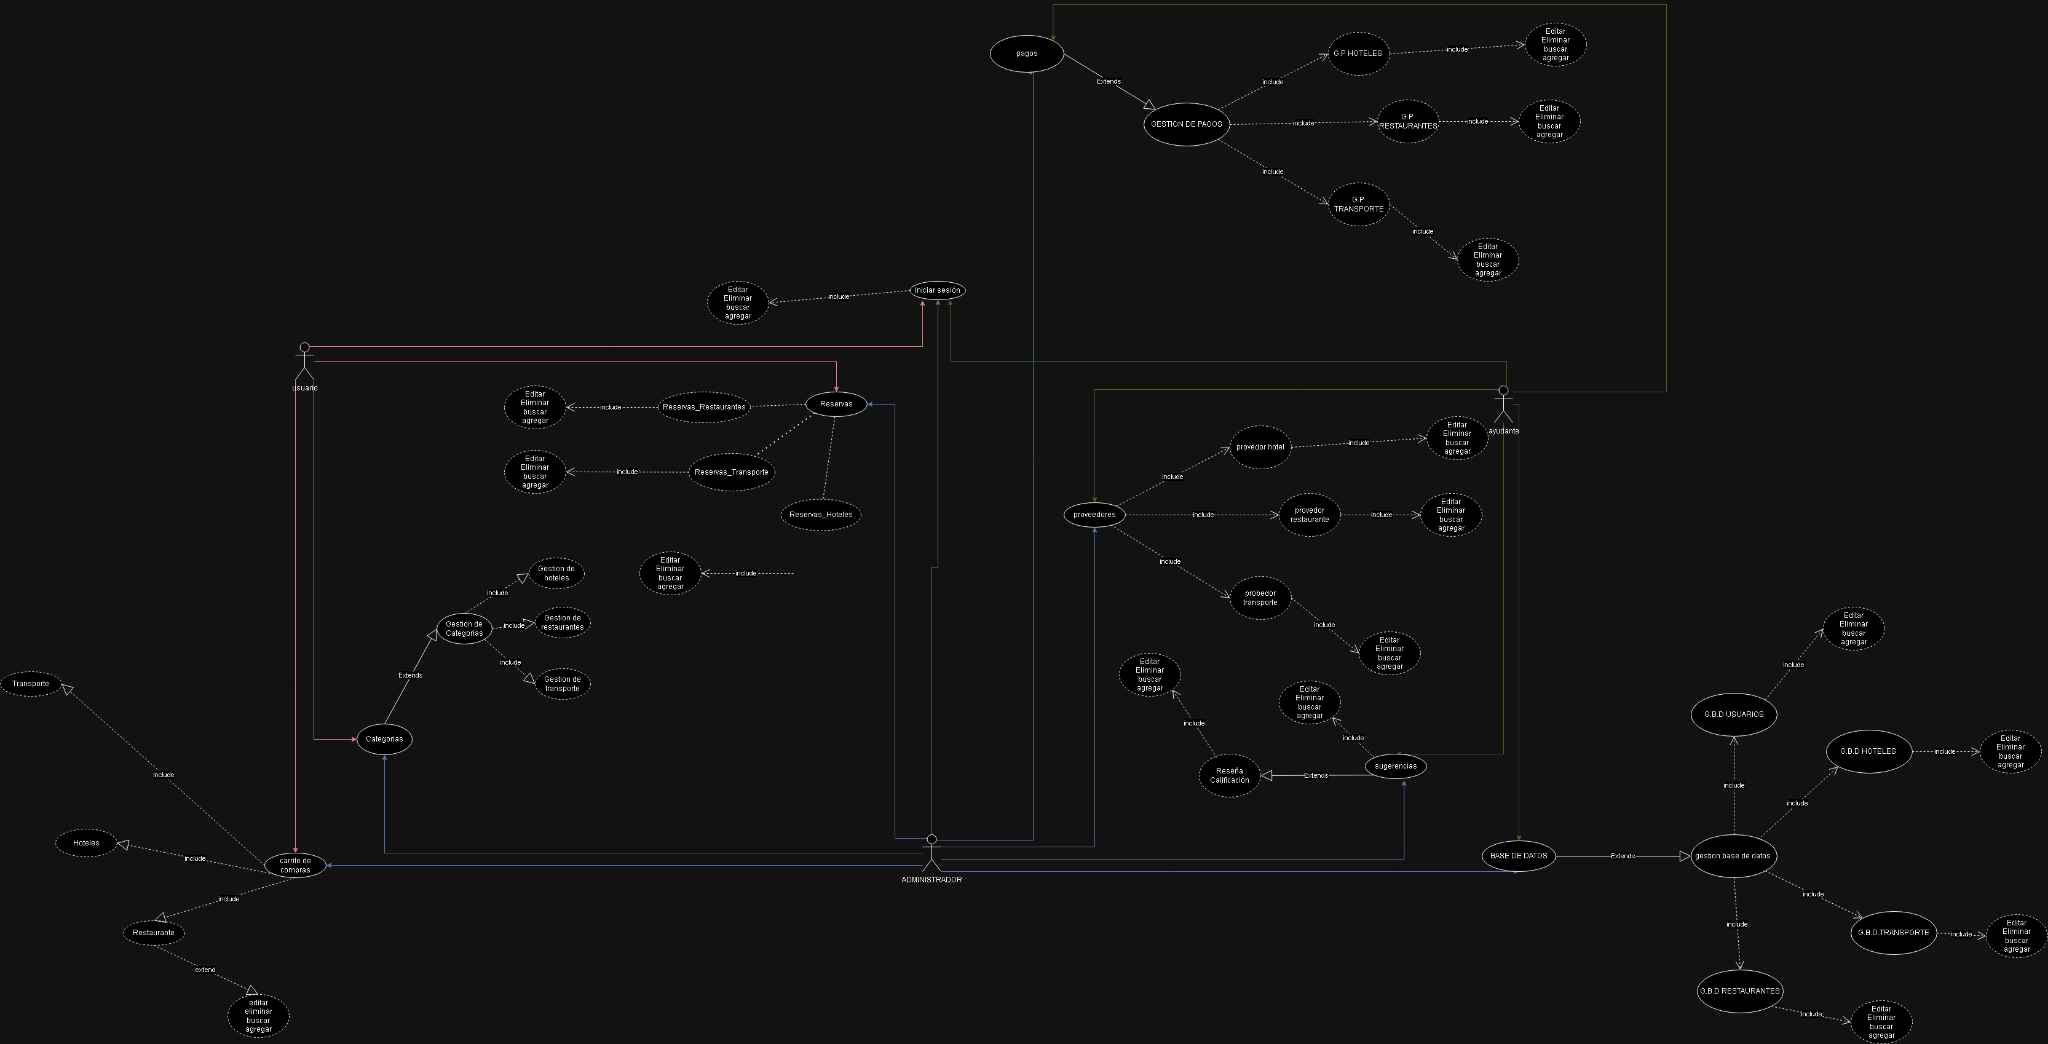 pagos
Extends
GESTION DE PAGOS
include
G.P HOTELES
include
Editar
Eliminar
buscar
agregar
include
G.P
RESTAURANTES
include
Editar
Eliminar
buscar
agregar
include
G.P
TRANSPORTE
include
Editar
Eliminar
buscar
agregar
iniciar sesión
include
Editar
Eliminar
buscar
agregar
usuario
Reservas
Reservas_Restaurantes
include
Editar
Eliminar
buscar
agregar
Reservas_Transporte
include
Editar
Eliminar
buscar
agregar
Reservas_Hoteles
include
Editar
Eliminar
buscar
agregar
ayudante
proveedores
include
provedor hotel
include
Editar
Eliminar
buscar
agregar
include
provedor
restaurante
include
Editar
Eliminar
buscar
agregar
include
probedor
transporte
include
Editar
Eliminar
buscar
agregar
Gestion de
Categorias
include
Gestion de
hoteles
include
Gestion de
restaurantes
include
Gestion de
transporte
Extends
Categorias
sugerencias
include
Editar
Eliminar
buscar
agregar
Extends
Reseña
Calificación
include
Editar
Eliminar
buscar
agregar
Transporte
include
Hoteles
include
carrito de
compras
include
Restaurante
extend
editar
eliminar
buscar
agregar
ADMINISTRADOR
BASE DE DATOS
Extends
gestion base de datos
include
G.B.D USUARIOS
include
Editar
Eliminar
buscar
agregar
include
G.B.D HOTELES
include
Editar
Eliminar
buscar
agregar
include
G.B.D.TRANSPORTE
include
Editar
Eliminar
buscar
agregar
include
G.B.D RESTAURANTES
include
Editar
Eliminar
buscar
agregar